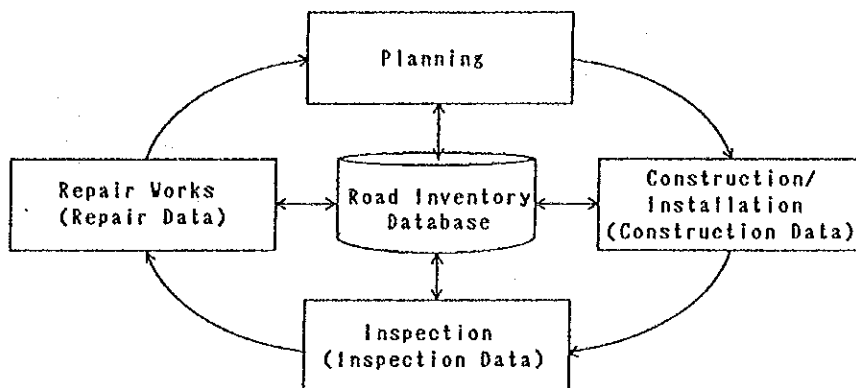 Planning
Repair Works
(Repair Data)
Road Inventory
Database
Construction/
Installation
(Construction Data)
Inspection
(Inspection Data)